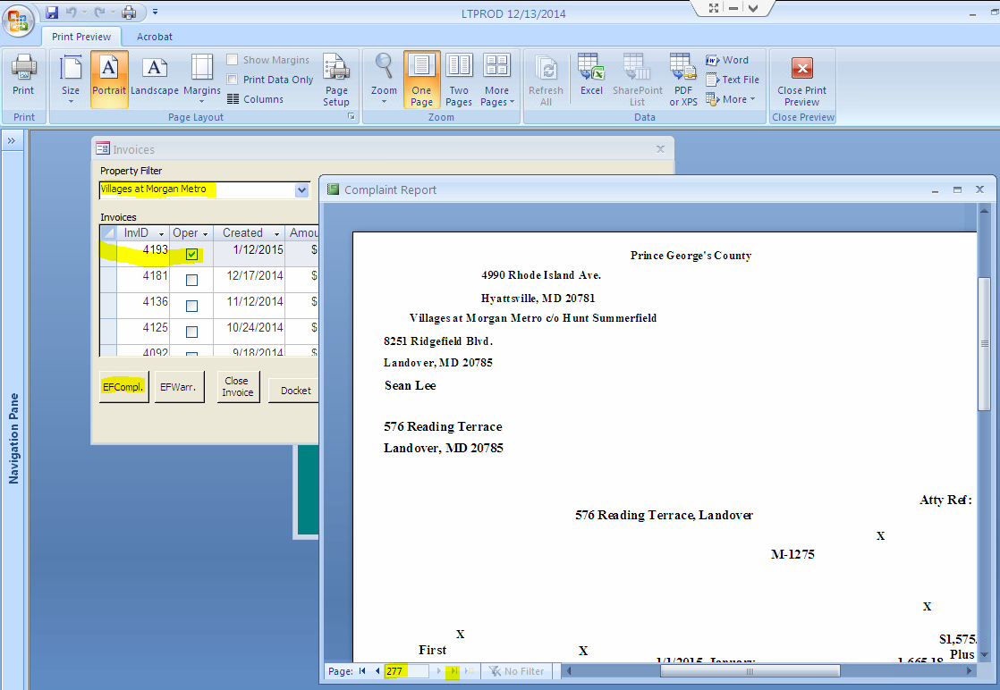 LTPROD 12/13/2014
Print Preview Acrobat
Print
Size
Portrait
Landscape
Margins
Show Margins
Print Data Only
Columns
Page Setup
Zoom
One Page
Two Pages
More Pages
Refresh All
Excel
SharePoint List
PDF or XPS
Word
Text File
More
Close Print Preview
Print Page Layout Zoom Data Close Preview
»
Navigation Pane
Invoices
Property Filter
Villages at Morgan Metro
Invoices
InvID Oper Created Amou
4193 1/12/2015 $
4181 12/17/2014 $
4136 11/12/2014 $
4125 10/24/2014 $
4092 9/18/2014 $
EFCompl. EFWarr. Close Invoice Docket
Complaint Report
Prince George's County
4990 Rhode Island Ave.
Hyattsville, MD 20781
Villages at Morgan Metro c/o Hunt Summerfield
8251 Ridgefield Blvd.
Landover, MD 20785
Sean Lee
576 Reading Terrace
Landover, MD 20785
Atty Ref:
576 Reading Terrace, Landover
X
M-1275
X
X
$1,575.
First
X
Plus
1/1/2015 January
1,665.18
Page: 277 No Filter